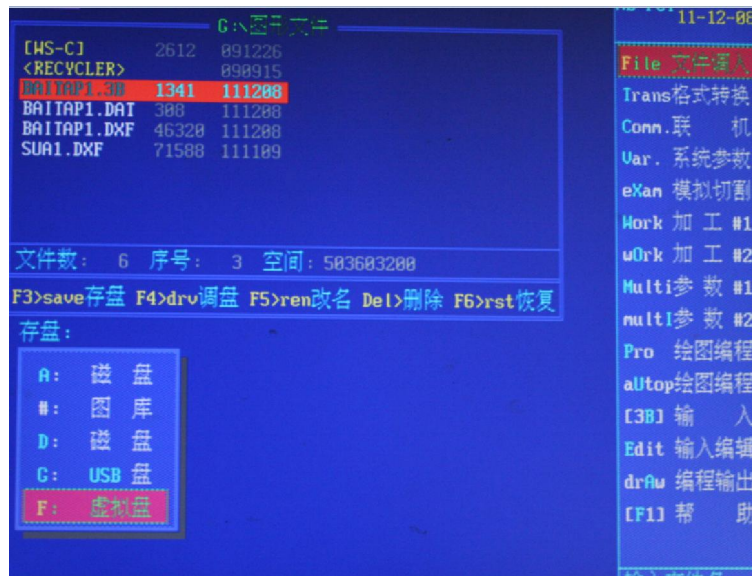 G:\图形文件
[WS-C] 2612 091226
<RECYCLER> 090915
BAITAP1.3B 1341 111208
BAITAP1.DAT 308 111208
BAITAP1.DXF 46320 111208
SUA1.DXF 71588 111109
文件数: 6 序号: 3 空间:503603200
F3>save存盘 F4>drv调盘 F5>ren改名 Del>删除 F6>rst恢复
存盘:
A: 磁 盘
#: 图 库
D: 磁 盘
G: USB 盘
F: 虚拟盘
11-12-08
File 文件调入
Trans格式转换
Comm.联 机
Var. 系统参数
eXam 模拟切割
Work 加 工 #1
wOrk 加 工 #2
Multi参 数 #1
multI参 数 #2
Pro 绘图编程
aUtop绘图编程
[3B] 输 入
Edit 输入编辑
drAw 编程输出
[F1] 帮 助